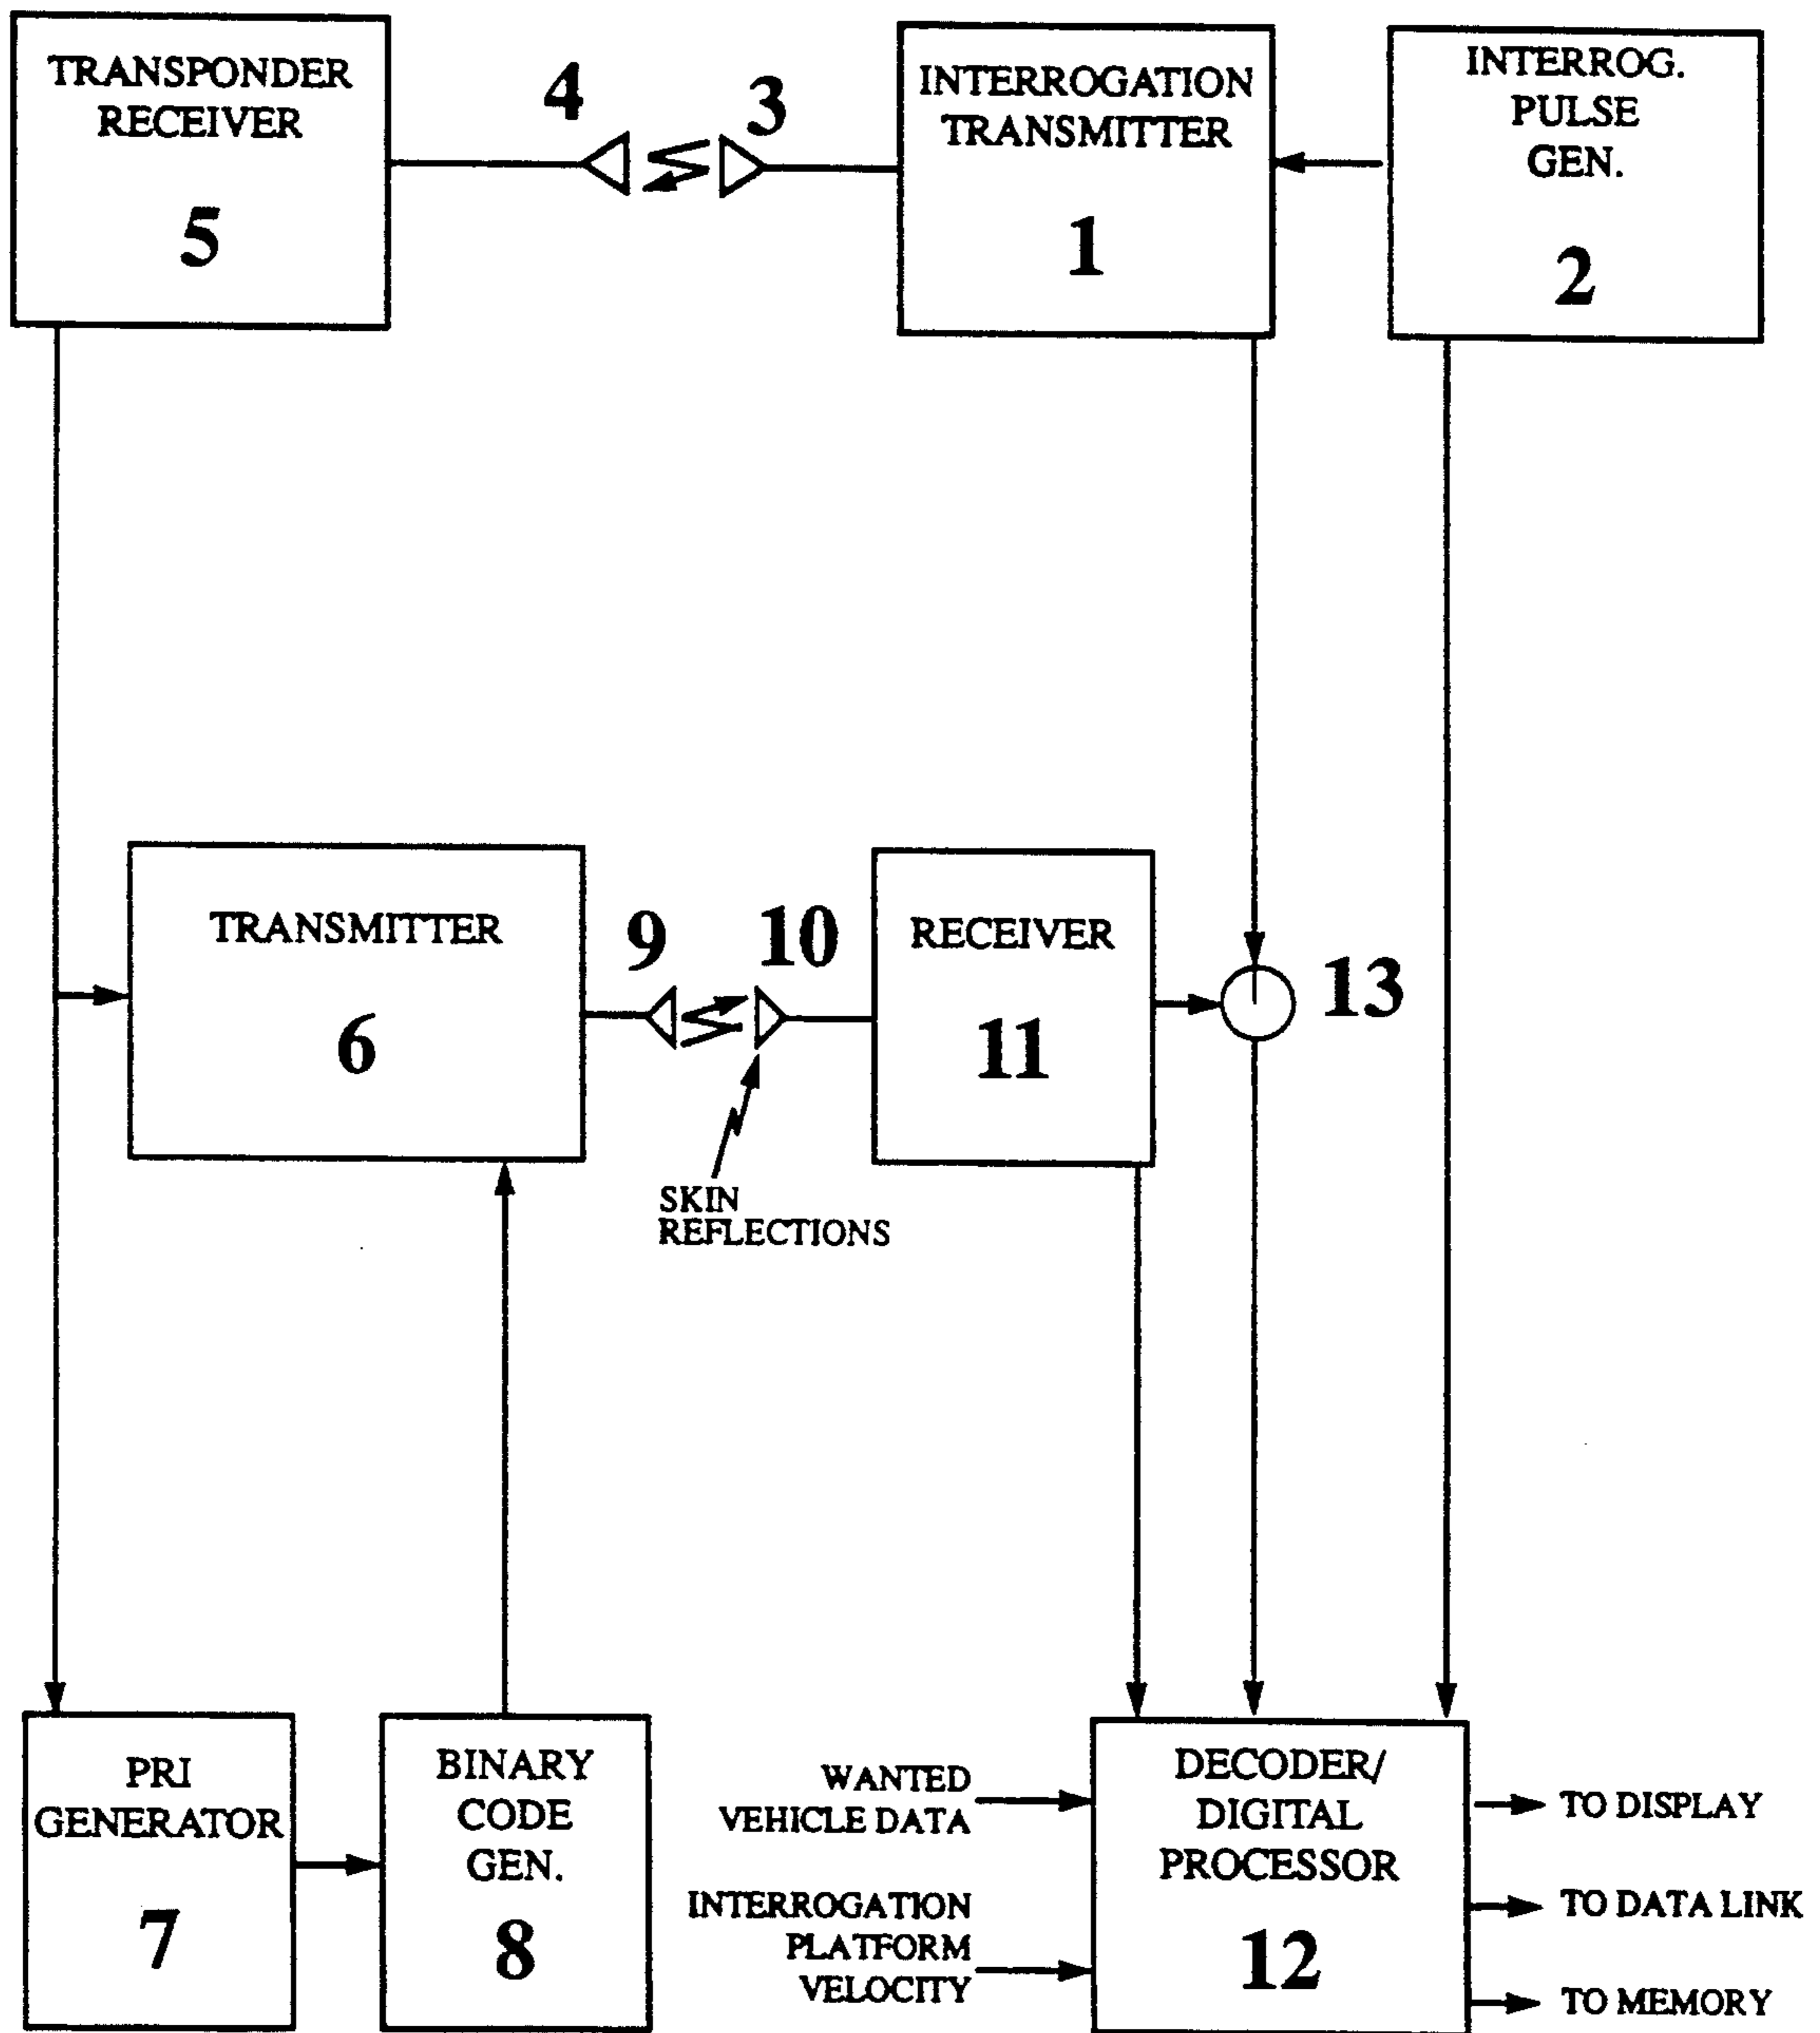 TRANSPONDER
RECEIVER
5
4
3
INTERROGATION
TRANSMITTER
1
INTERROG.
PULSE
GEN.
2
TRANSMITTER
6
9
10
RECEIVER
11
13
SKIN
REFLECTIONS
PRI
GENERATOR
7
BINARY
CODE
GEN.
8
WANTED
VEHICLE DATA
INTERROGATION
PLATFORM
VELOCITY
DECODER/
DIGITAL
PROCESSOR
12
TO DISPLAY
TO DATA LINK
TO MEMORY